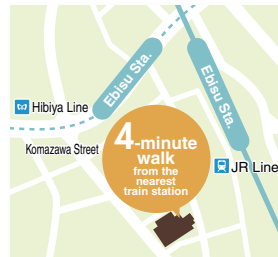 Ebisu Sta.
Ebisu Sta.
Hibiya Line
Komazawa Street
4-minute
walk
from the
nearest
train station
JR Line